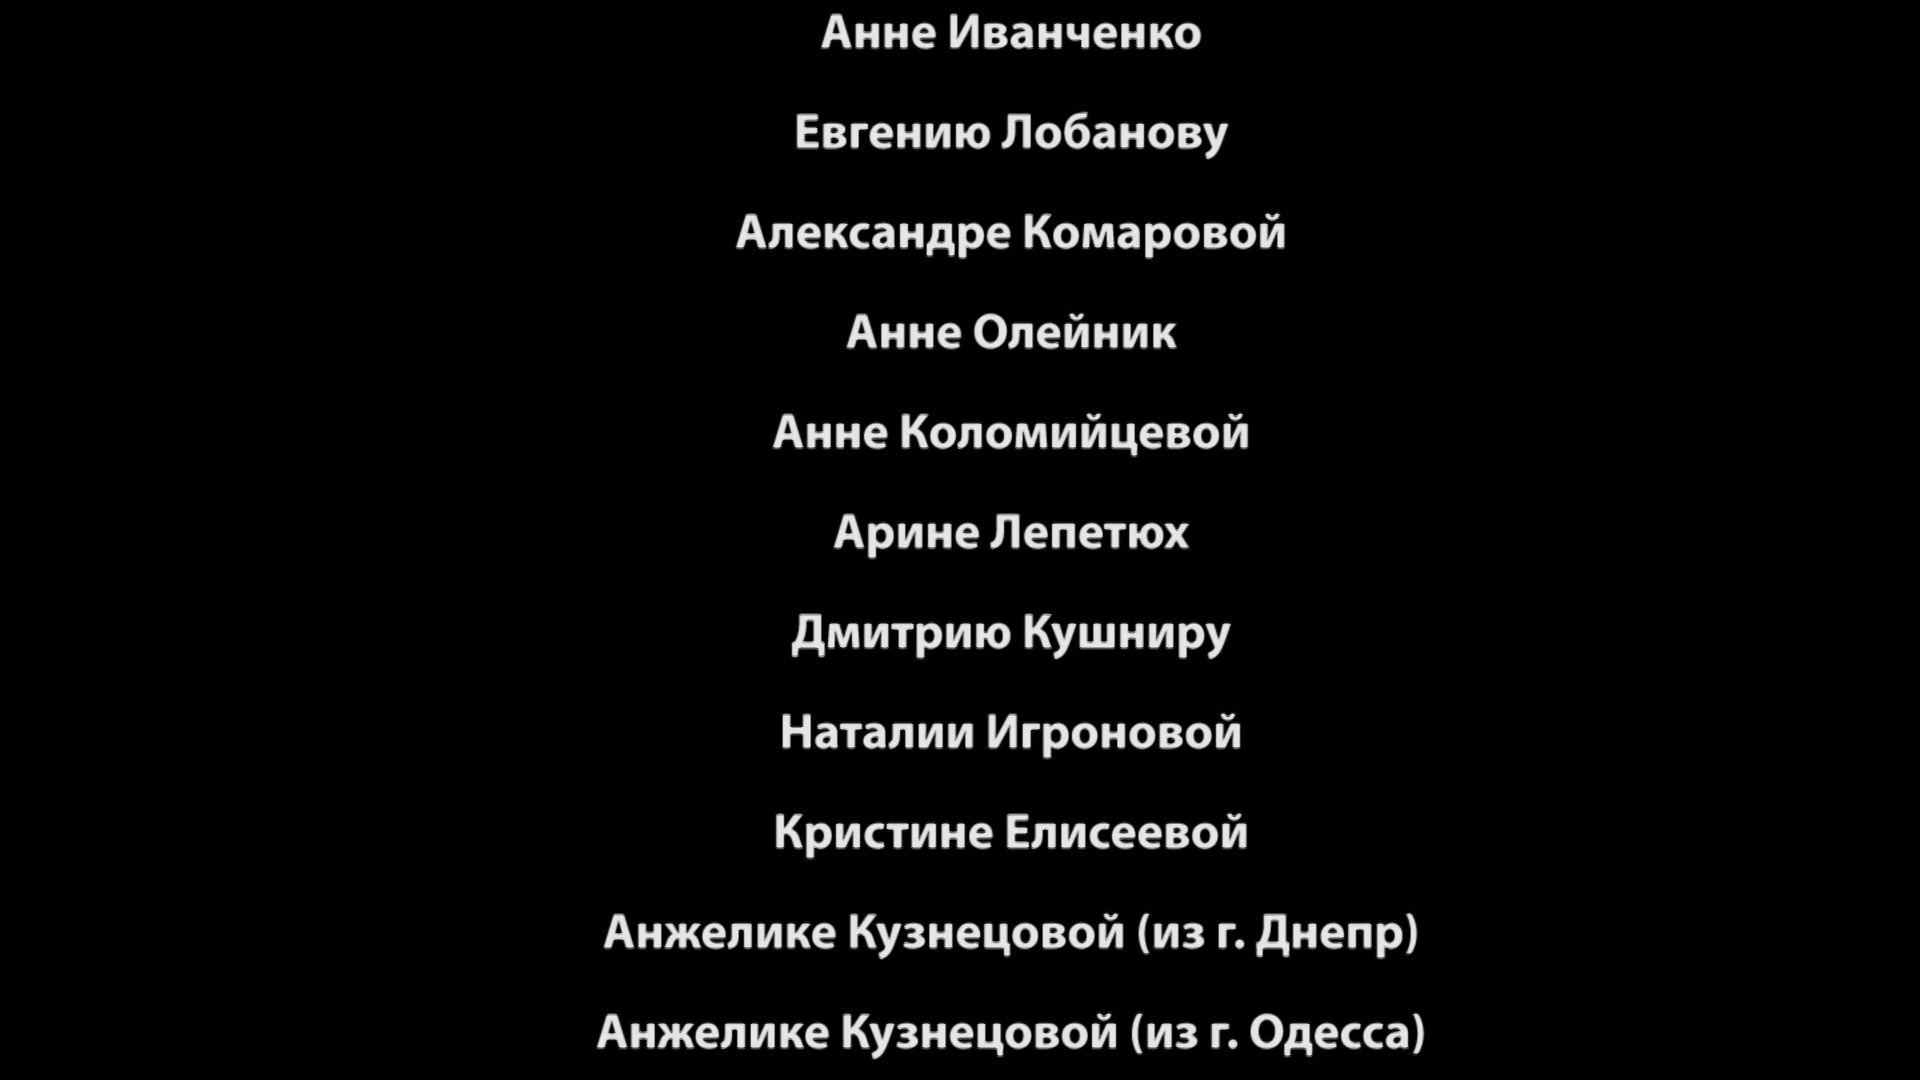 Анне Иванченко
Евгению Лобанову
Александре Комаровой
Анне Олейник
Анне Коломийцевой
Арине Лепетюх
Дмитрию Кушниру
Наталии Игроновой
Кристине Елисеевой
Анжелике Кузнецовой (из г. Днепр)
Анжелике Кузнецовой (из г. Одесса)